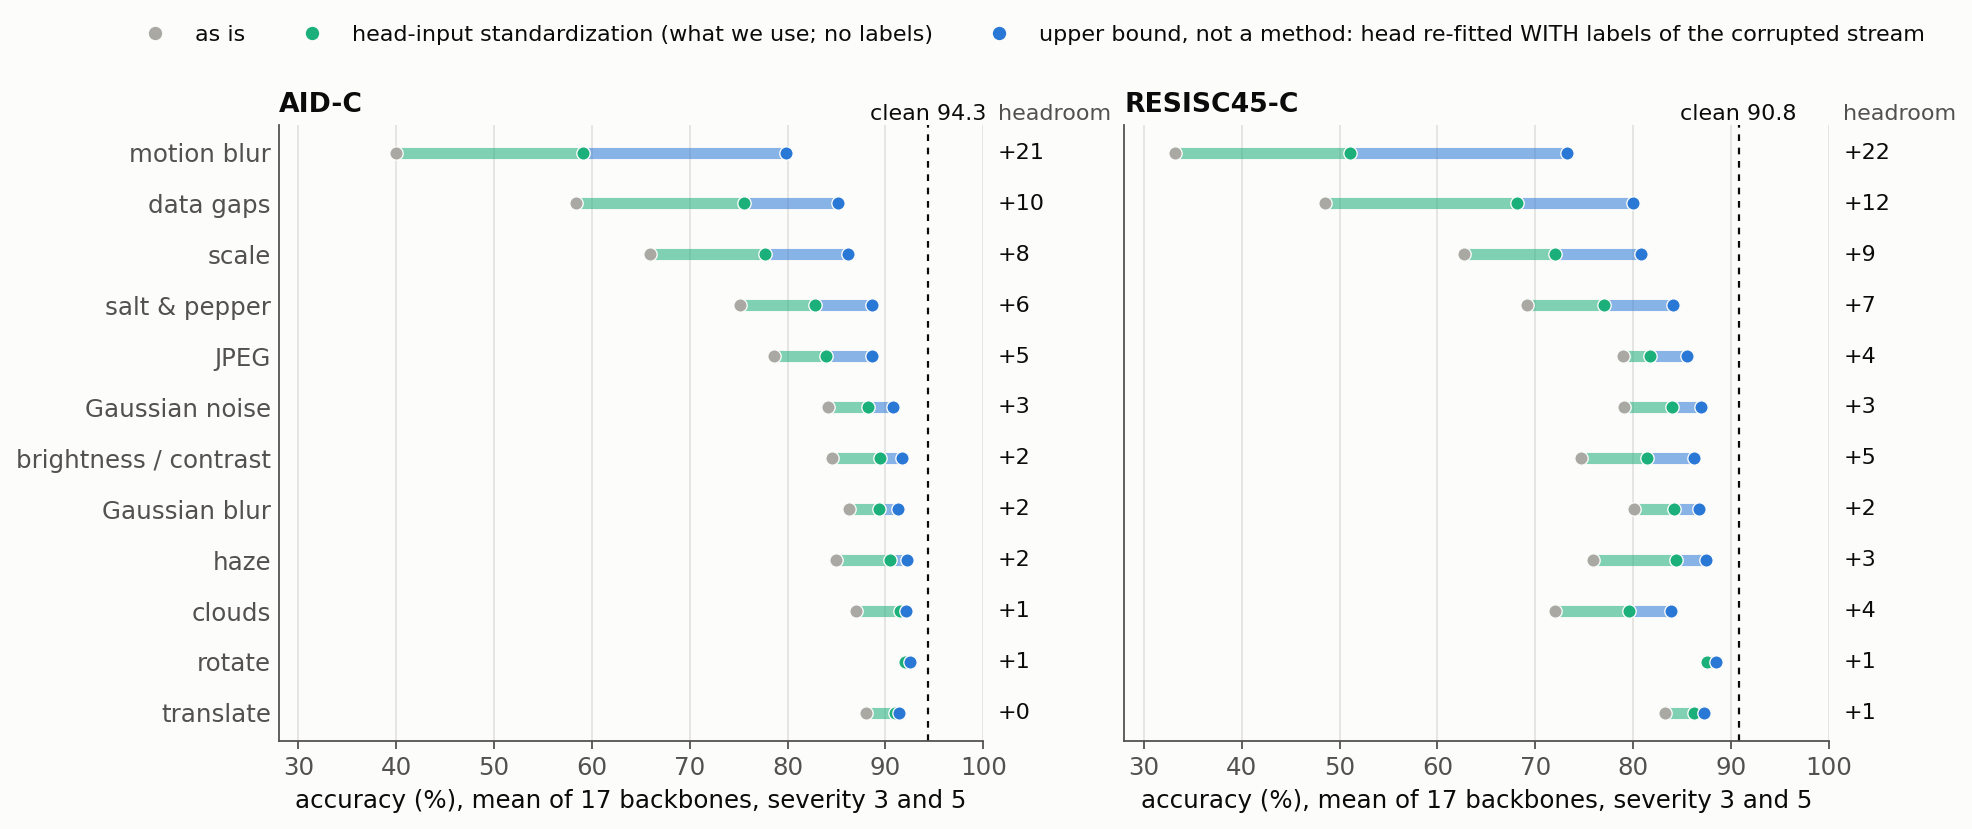 as is
head-input standardization (what we use; no labels)
upper bound, not a method: head re-fitted WITH labels of the corrupted stream
AID-C
clean 94.3
headroom
motion blur
+21
data gaps
+10
scale
+8
salt & pepper
+6
JPEG
+5
Gaussian noise
+3
brightness / contrast
+2
Gaussian blur
+2
haze
+2
clouds
+1
rotate
+1
translate
+0
30 40 50 60 70 80 90 100
accuracy (%), mean of 17 backbones, severity 3 and 5
RESISC45-C
clean 90.8
headroom
+22
+12
+9
+7
+4
+3
+5
+2
+3
+4
+1
+1
30 40 50 60 70 80 90 100
accuracy (%), mean of 17 backbones, severity 3 and 5